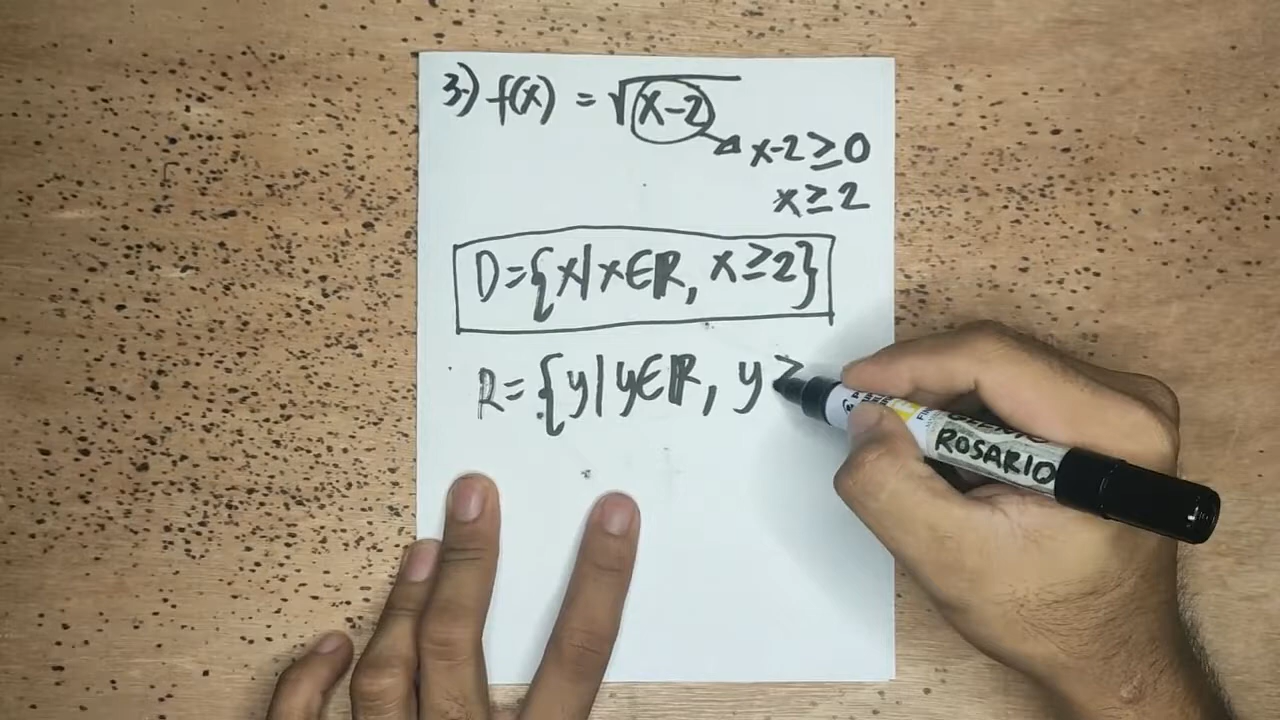 3.) f(x) = √x-2
x-2≥0
x≥2
D={x|x∈ℝ, x≥2}
R={y|y∈ℝ, y≥
ROSARIO